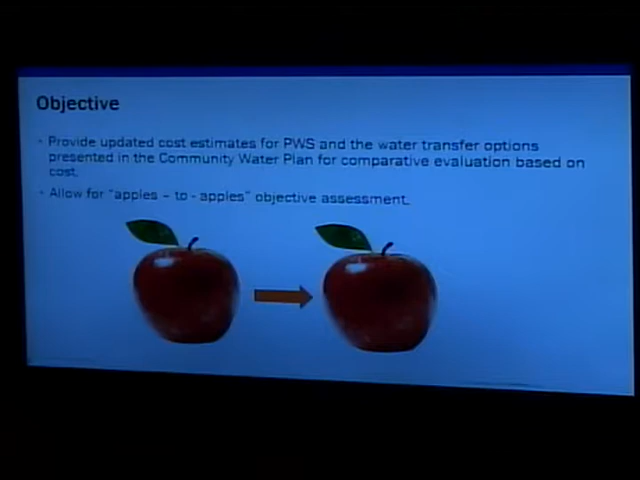 Objective
• Provide updated cost estimates for PWS and the water transfer options
presented in the Community Water Plan for comparative evaluation based on
cost.
• Allow for "apples – to - apples" objective assessment.